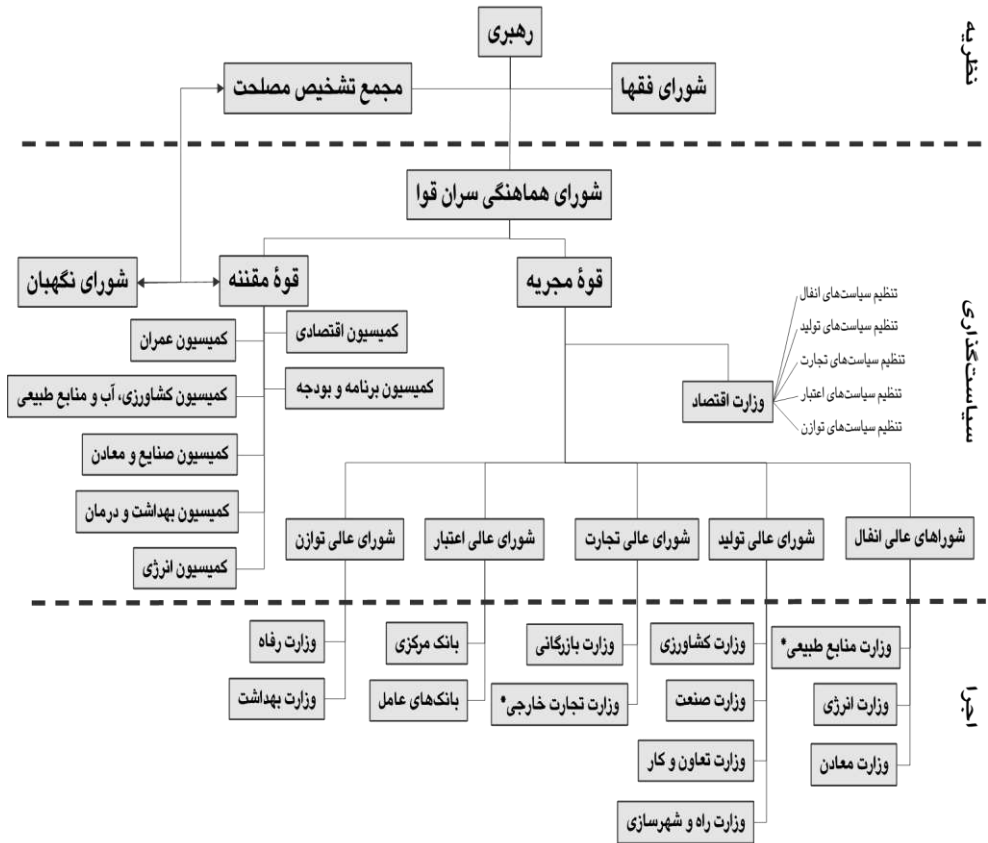 نظریه
رهبری
شورای فقها
مجمع تشخیص مصلحت
سیاست‌گذاری
شورای هماهنگی سران قوا
قوهٔ مجریه
قوهٔ مقننه
شورای نگهبان
تنظیم سیاست‌های انفال
تنظیم سیاست‌های تولید
تنظیم سیاست‌های تجارت
تنظیم سیاست‌های اعتبار
تنظیم سیاست‌های توازن
وزارت اقتصاد
کمیسیون اقتصادی
کمیسیون برنامه و بودجه
کمیسیون عمران
کمیسیون کشاورزی، آب و منابع طبیعی
کمیسیون صنایع و معادن
کمیسیون بهداشت و درمان
کمیسیون انرژی
شوراهای عالی انفال
شورای عالی تولید
شورای عالی تجارت
شورای عالی اعتبار
شورای عالی توازن
اجرا
وزارت منابع طبیعی*
وزارت انرژی
وزارت معادن
وزارت کشاورزی
وزارت صنعت
وزارت تعاون و کار
وزارت راه و شهرسازی
وزارت بازرگانی
وزارت تجارت خارجی*
بانک مرکزی
بانک‌های عامل
وزارت رفاه
وزارت بهداشت